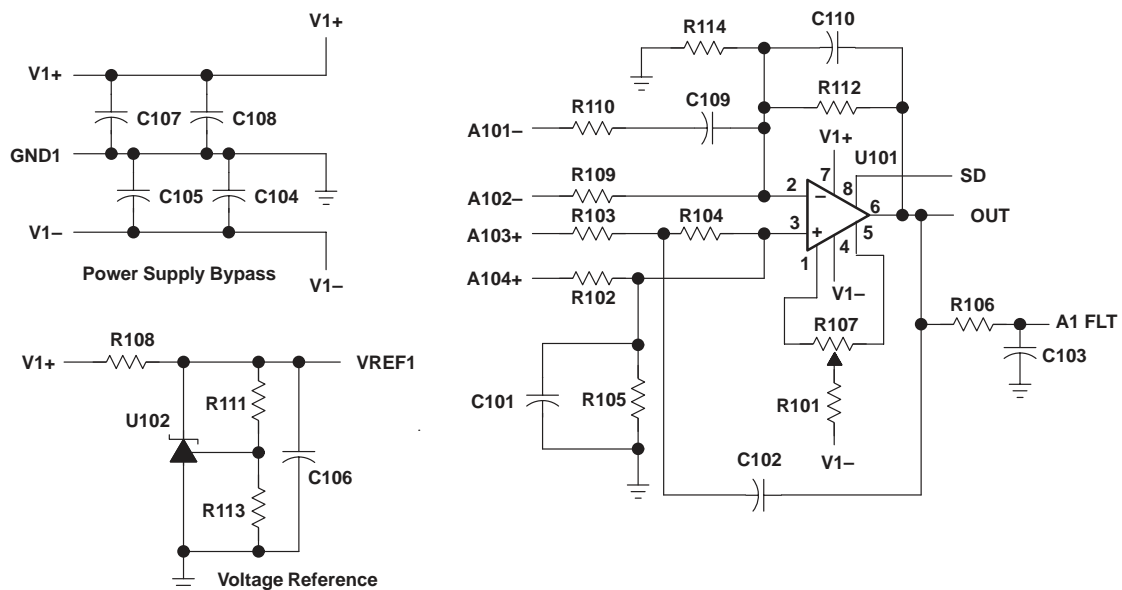 V1+
V1+
C107
C108
GND1
C105
C104
V1–
Power Supply Bypass
V1–
R108
V1+
VREF1
R111
U102
C106
R113
Voltage Reference
C110
R114
R112
C109
R110
A101–
V1+
U101
7
8
R109
2
SD
A102–
–
R103
R104
6
OUT
3
A103+
+
5
4
1
A104+
R102
V1–
R106
R107
A1 FLT
C103
C101
R105
R101
V1–
C102